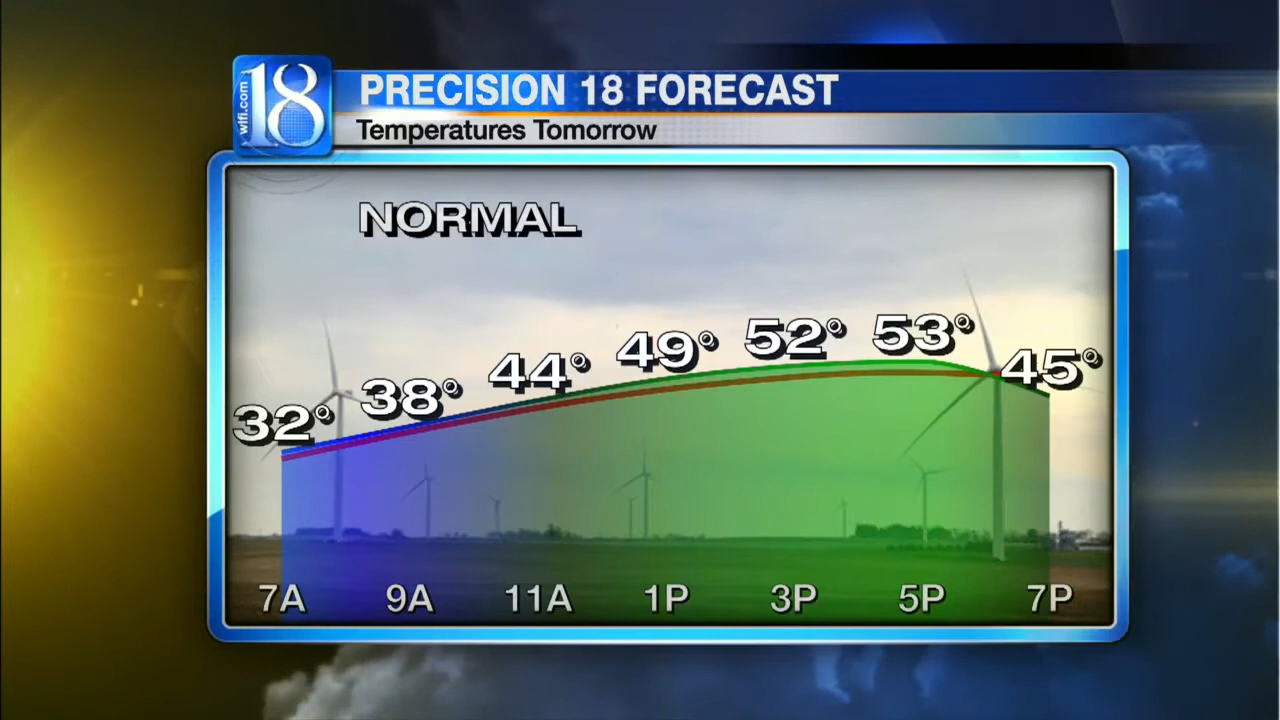 wlfi.com
18
PRECISION 18 FORECAST
Temperatures Tomorrow
NORMAL
32° 38° 44° 49° 52° 53° 45°
7A 9A 11A 1P 3P 5P 7P